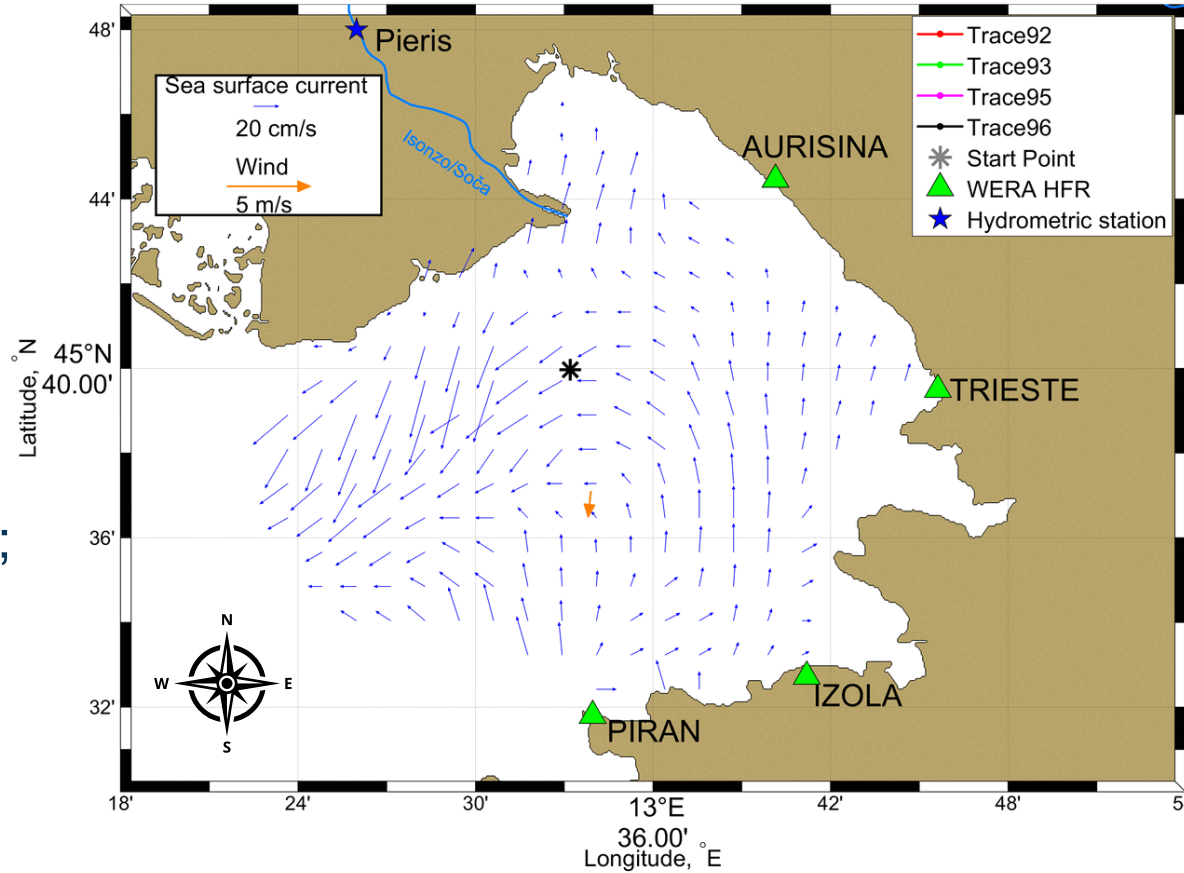 48'
Pieris
Sea surface current
20 cm/s
Wind
5 m/s
Isonzo/Soča
Trace92
Trace93
Trace95
Trace96
Start Point
WERA HFR
Hydrometric station
AURISINA
44'
45°N
40.00'
Latitude, °N
TRIESTE
;
36'
N
W
E
S
32'
IZOLA
PIRAN
18'
24'
30'
13°E
36.00'
42'
48'
5
Longitude, °E